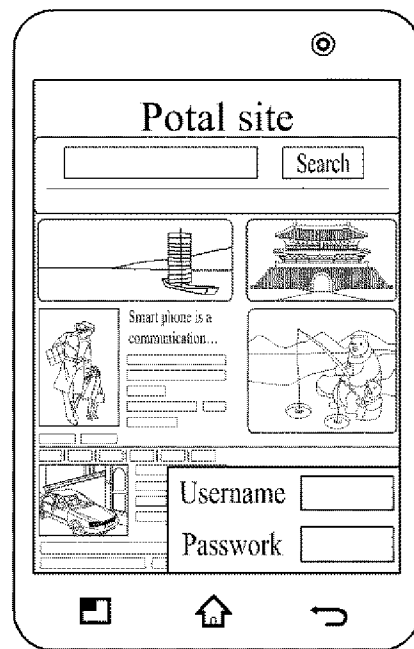 Potal site
Search
Smart phone is a
communication...
Username
Passwork